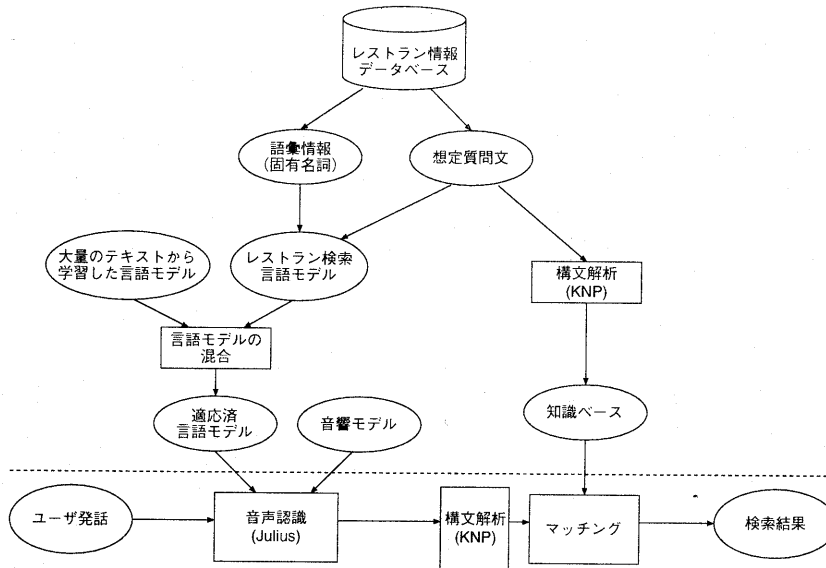 レストラン情報
データベース
語彙情報
(固有名詞)
想定質問文
大量のテキストから
学習した言語モデル
レストラン検索
言語モデル
構文解析
(KNP)
言語モデルの
混合
適応済
言語モデル
音響モデル
知識ベース
ユーザ発話
音声認識
(Julius)
構文解析
(KNP)
マッチング
検索結果